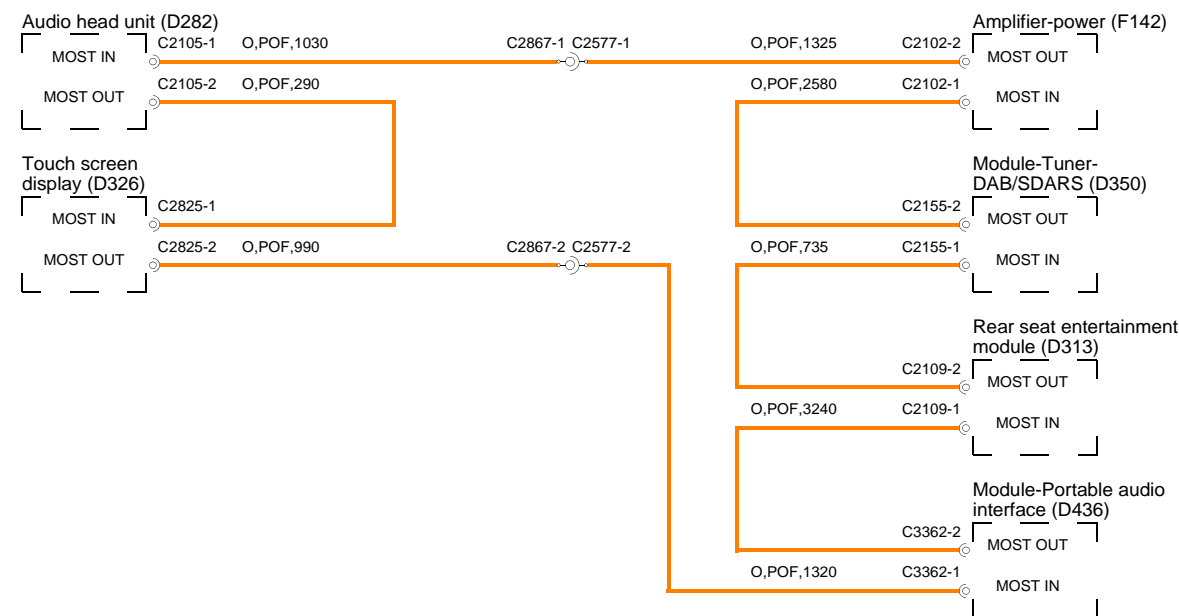 Audio head unit (D282)
Amplifier-power (F142)
MOST IN
C2105-1 O,POF,1030 C2867-1 C2577-1 O,POF,1325 C2102-2
MOST OUT
MOST OUT
C2105-2 O,POF,290
O,POF,2580 C2102-1
MOST IN
Touch screen
display (D326)
Module-Tuner-
DAB/SDARS (D350)
MOST IN
C2825-1
C2155-2
MOST OUT
MOST OUT
C2825-2 O,POF,990 C2867-2 C2577-2
O,POF,735 C2155-1
MOST IN
Rear seat entertainment
module (D313)
C2109-2
MOST OUT
O,POF,3240 C2109-1
MOST IN
Module-Portable audio
interface (D436)
C3362-2
MOST OUT
O,POF,1320 C3362-1
MOST IN